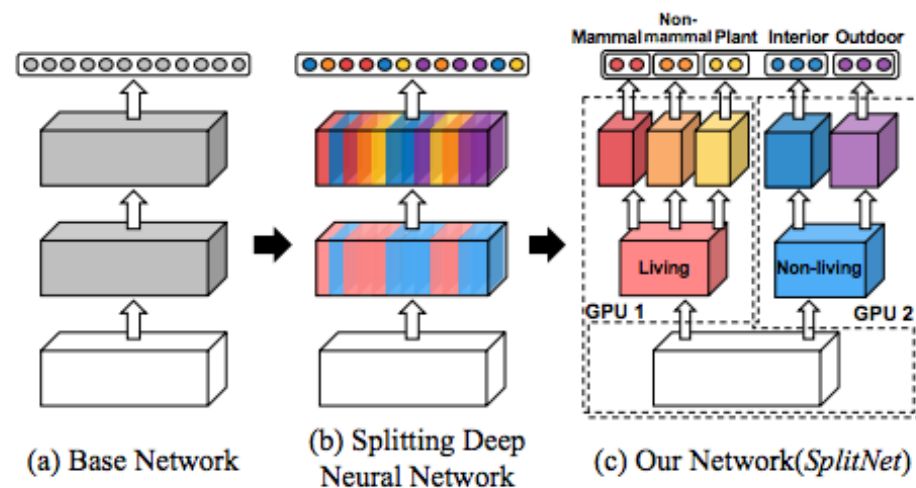 Mammal Non-mammal Plant Interior Outdoor
Living
Non-living
GPU 1
GPU 2
(a) Base Network
(b) Splitting Deep
Neural Network
(c) Our Network(SplitNet)